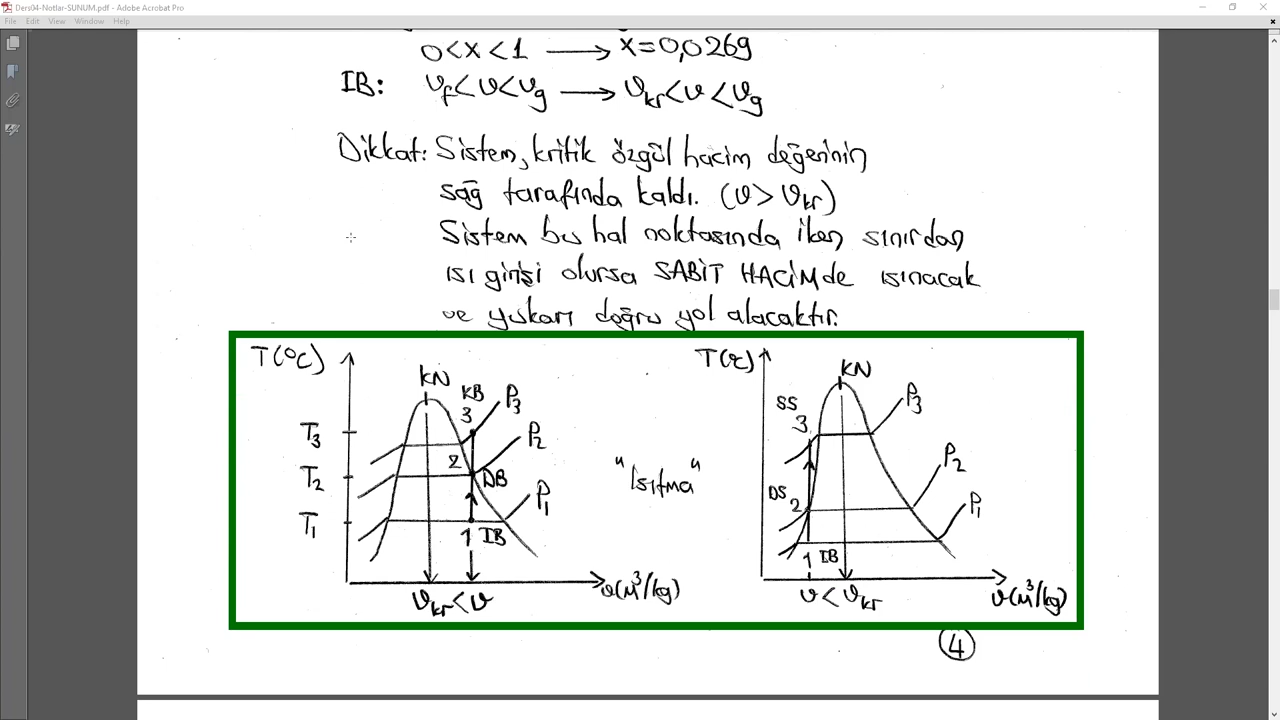 Ders04-Notlar-SUNUM.pdf - Adobe Acrobat Pro
File Edit View Window Help
0<x<1 → x=0,0269
IB: υf<υ<υg → υkr<υ<υg
Dikkat: Sistem, kritik özgül hacim değerinin
sağ tarafında kaldı. (υ>υkr)
Sistem bu hal noktasında iken sınırdan
ısı girişi olursa SABİT HACİMde ısınacak
ve yukarı doğru yol alacaktır.
T(°C)
KN
KB
3
P3
T3
P2
2
DB
T2
P1
T1
1 IB
υkr<υ
υ(m³/kg)
"Isıtma"
T(°C)
KN
SS
3
P3
P2
DS
2
P1
1 IB
υ<υkr
υ(m³/kg)
4